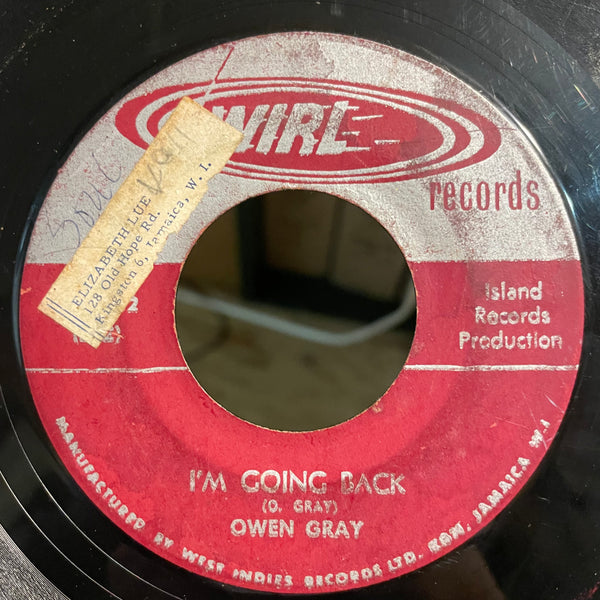 WIRL
records
ELIZABETH LUE
128 Old Hope Rd.
Kingston 6, Jamaica, W. I.
2
Island
Records
Production
I'M GOING BACK
(O. GRAY)
OWEN GRAY
MANUFACTURED BY WEST INDIES RECORDS LTD. KGN, JAMAICA W.I